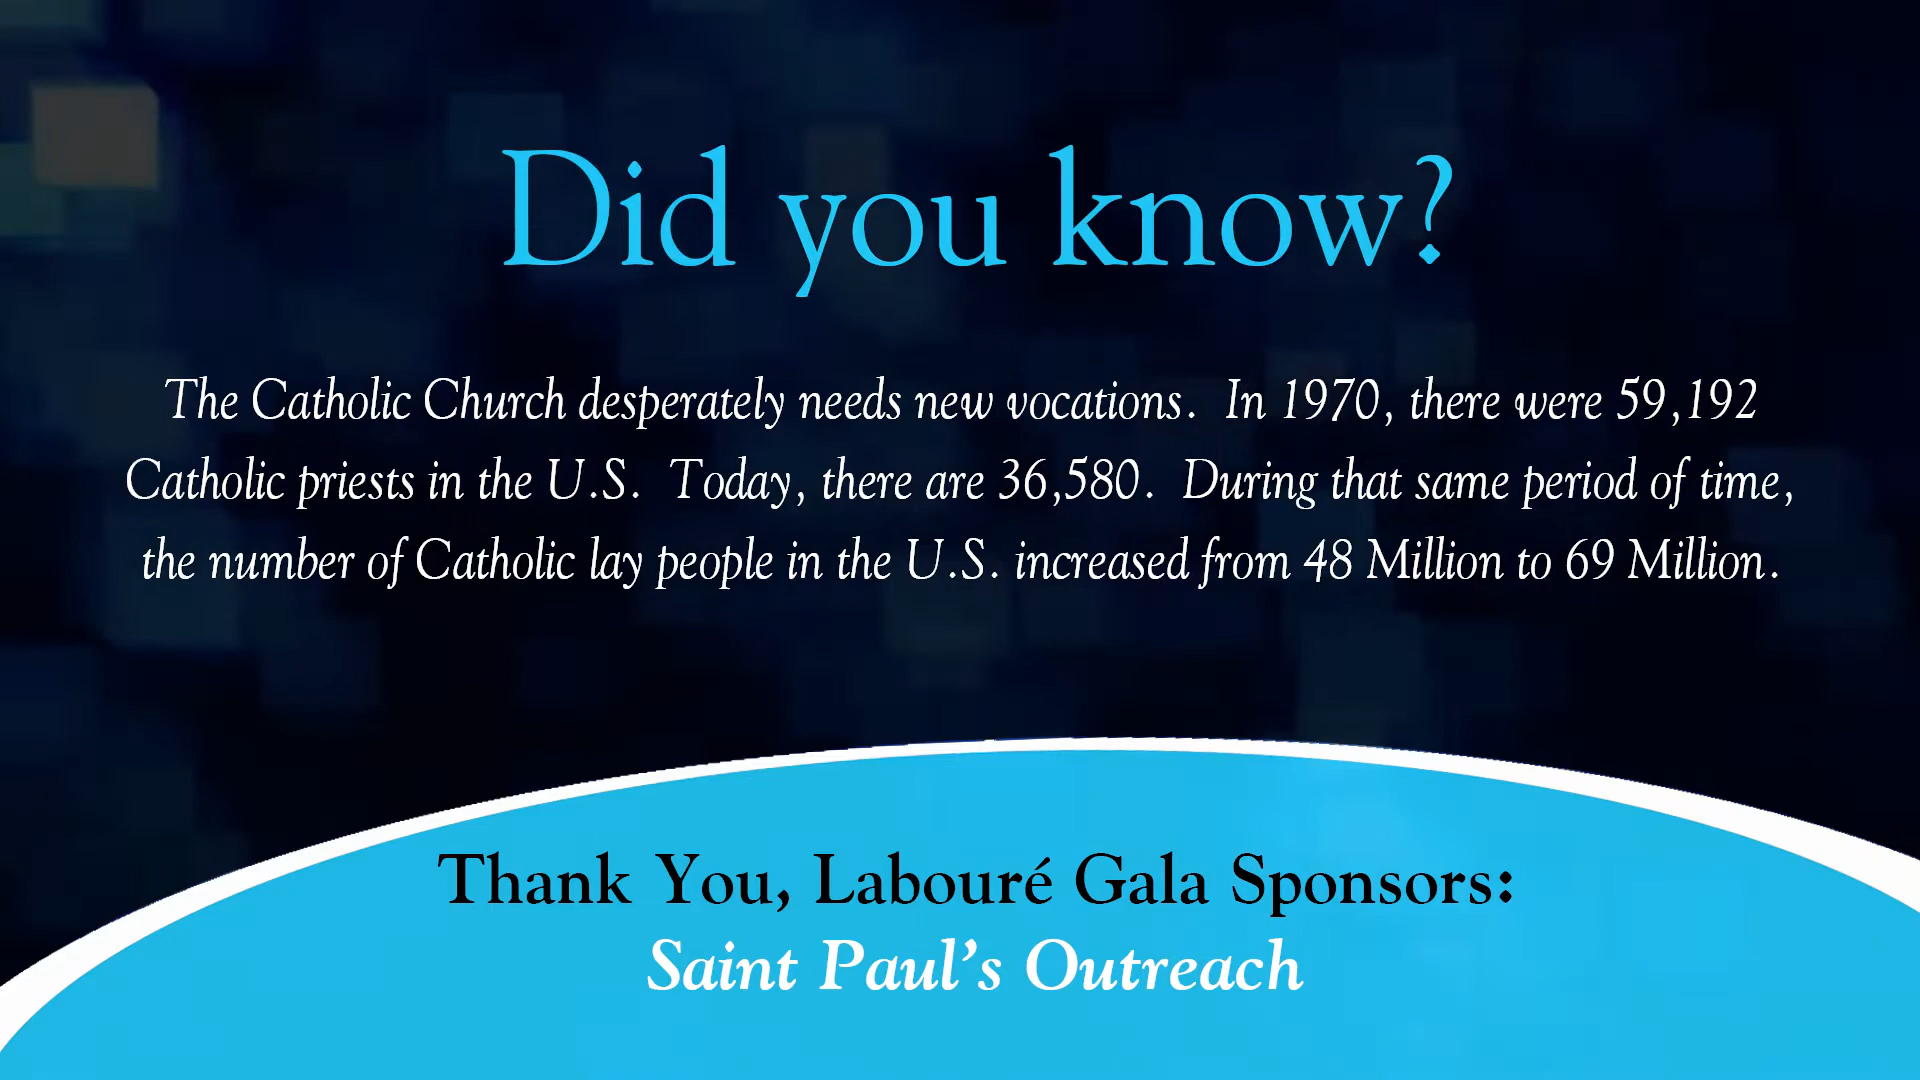 Did you know?
The Catholic Church desperately needs new vocations.  In 1970, there were 59,192
Catholic priests in the U.S.  Today, there are 36,580.  During that same period of time,
the number of Catholic lay people in the U.S. increased from 48 Million to 69 Million.
Thank You, Labouré Gala Sponsors:
Saint Paul’s Outreach